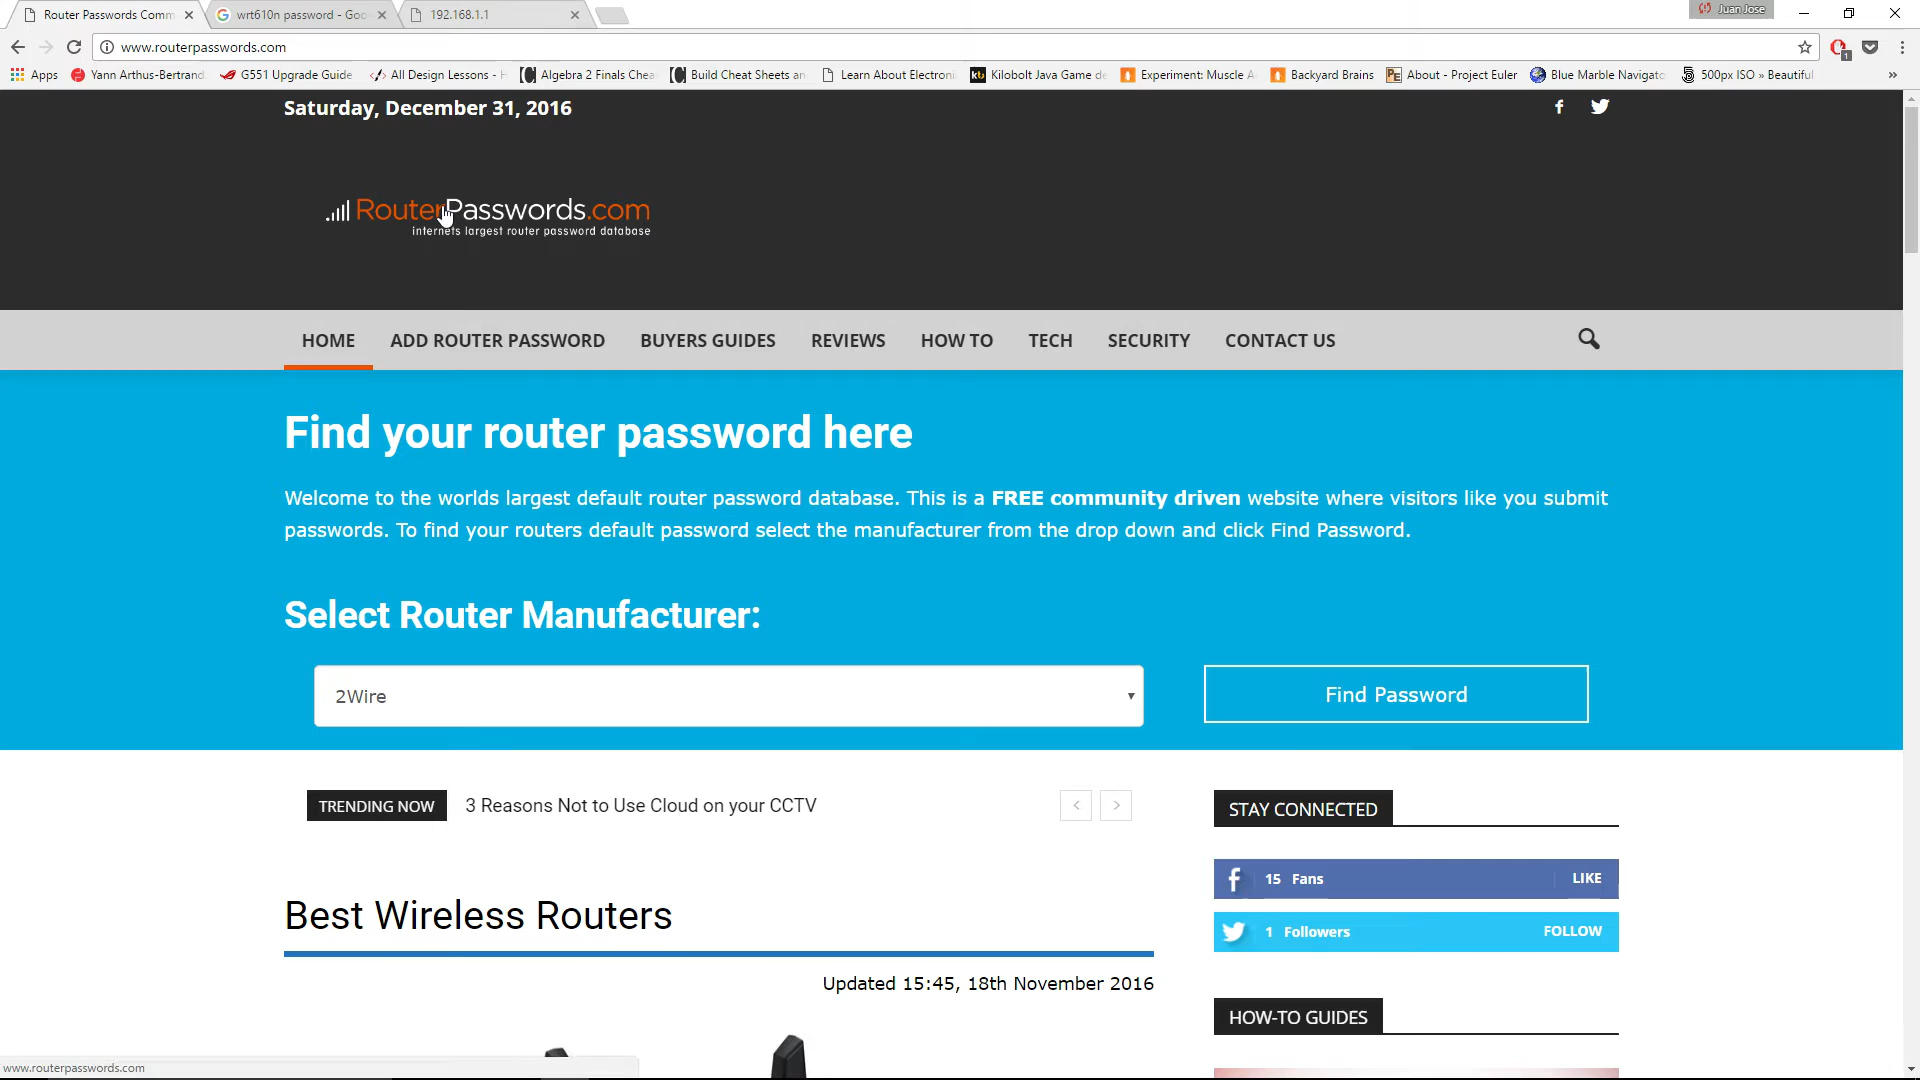 Router Passwords Comm
wrt610n password - Goo
192.168.1.1
Juan Jose
www.routerpasswords.com
Apps
Yann Arthus-Bertrand
G551 Upgrade Guide
All Design Lessons -
Algebra 2 Finals Chea
Build Cheat Sheets an
Learn About Electroni
Kilobolt Java Game de
Experiment: Muscle A
Backyard Brains
About - Project Euler
Blue Marble Navigato
500px ISO » Beautiful
»
Saturday, December 31, 2016
RouterPasswords.com
internets largest router password database
HOME
ADD ROUTER PASSWORD
BUYERS GUIDES
REVIEWS
HOW TO
TECH
SECURITY
CONTACT US
Find your router password here
Welcome to the worlds largest default router password database. This is a FREE community driven website where visitors like you submit
passwords. To find your routers default password select the manufacturer from the drop down and click Find Password.
Select Router Manufacturer:
2Wire
Find Password
TRENDING NOW
3 Reasons Not to Use Cloud on your CCTV
STAY CONNECTED
15 Fans
LIKE
1 Followers
FOLLOW
Best Wireless Routers
Updated 15:45, 18th November 2016
HOW-TO GUIDES
www.routerpasswords.com